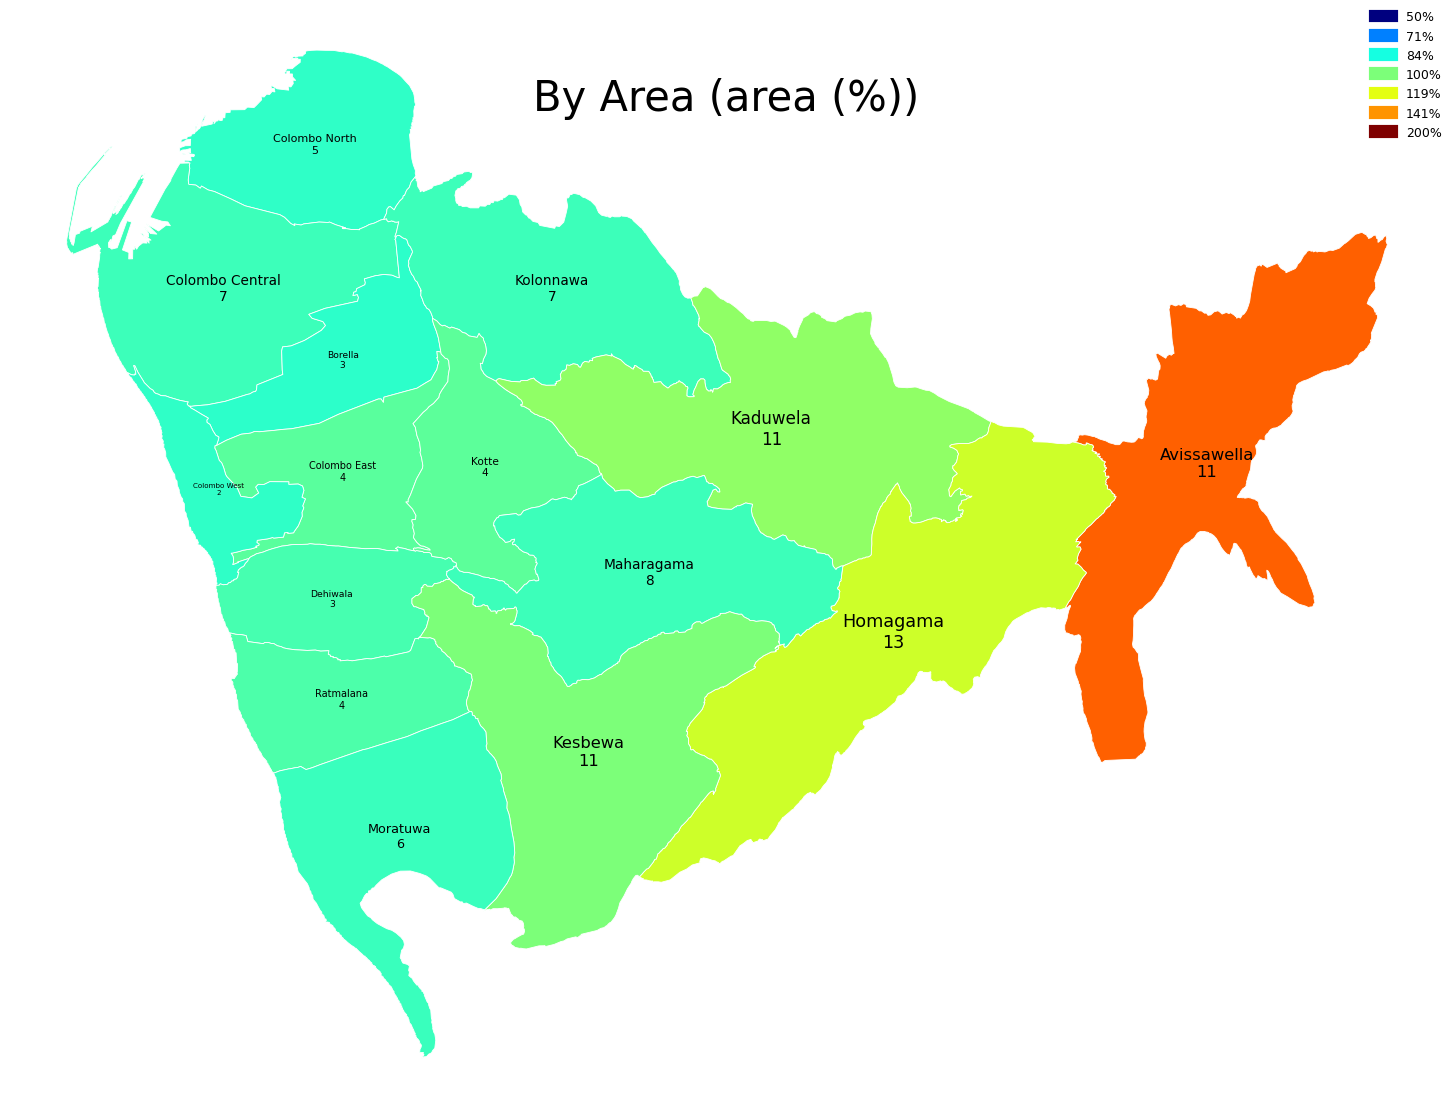 50%
71%
84%
100%
119%
141%
200%
By Area (area (%))
Colombo North
5
Colombo Central
7
Kolonnawa
7
Borella
3
Kaduwela
11
Avissawella
11
Colombo East
4
Kotte
4
Colombo West
2
Maharagama
8
Dehiwala
3
Homagama
13
Ratmalana
4
Kesbewa
11
Moratuwa
6